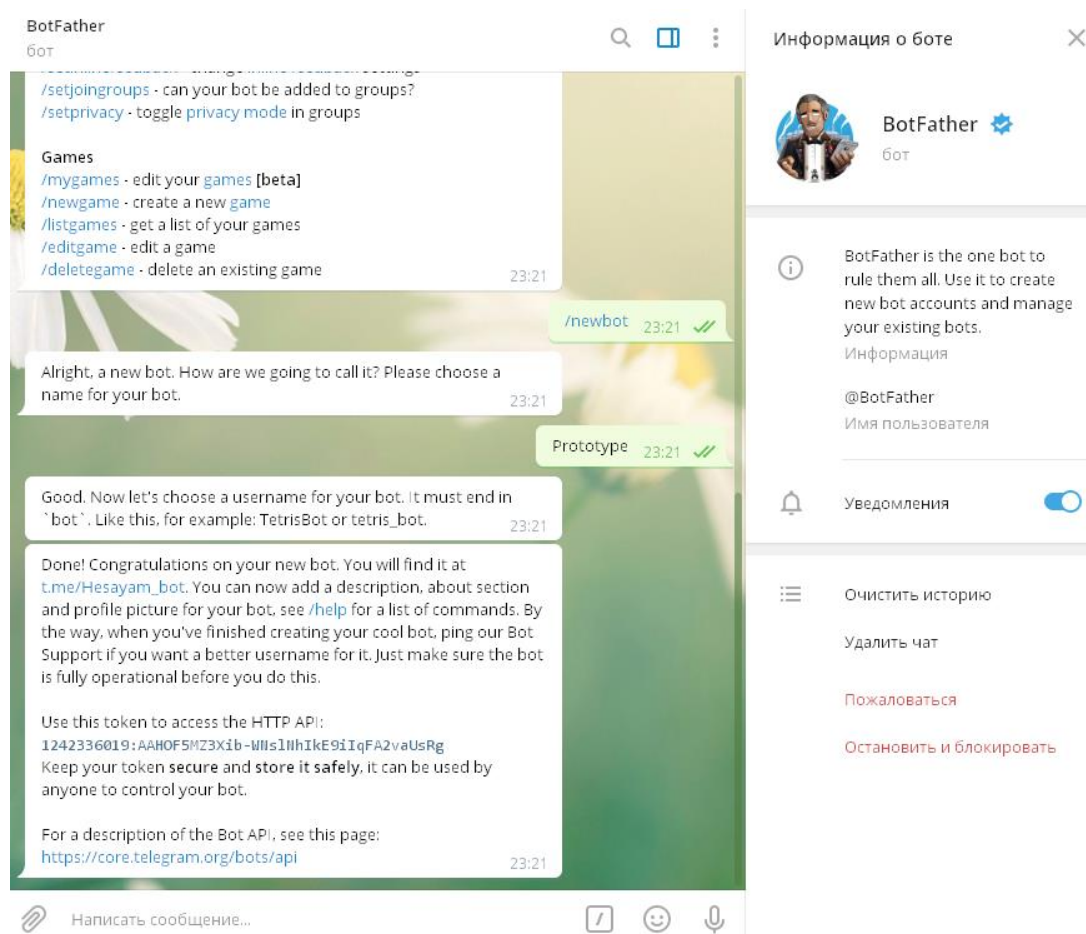 BotFather
бот
/setjoingroups - can your bot be added to groups?
/setprivacy - toggle privacy mode in groups
Games
/mygames - edit your games [beta]
/newgame - create a new game
/listgames - get a list of your games
/editgame - edit a game
/deletegame - delete an existing game
23:21
/newbot 23:21
Alright, a new bot. How are we going to call it? Please choose a
name for your bot.
23:21
Prototype 23:21
Good. Now let's choose a username for your bot. It must end in
`bot`. Like this, for example: TetrisBot or tetris_bot.
23:21
Done! Congratulations on your new bot. You will find it at
t.me/Hesayam_bot. You can now add a description, about section
and profile picture for your bot, see /help for a list of commands. By
the way, when you've finished creating your cool bot, ping our Bot
Support if you want a better username for it. Just make sure the bot
is fully operational before you do this.
Use this token to access the HTTP API:
1242336019:AAHOF5MZ3Xib-WNslNhIkE9iIqFA2vaUsRg
Keep your token secure and store it safely, it can be used by
anyone to control your bot.
For a description of the Bot API, see this page:
https://core.telegram.org/bots/api
23:21
Написать сообщение...
Информация о боте
BotFather
бот
BotFather is the one bot to
rule them all. Use it to create
new bot accounts and manage
your existing bots.
Информация
@BotFather
Имя пользователя
Уведомления
Очистить историю
Удалить чат
Пожаловаться
Остановить и блокировать